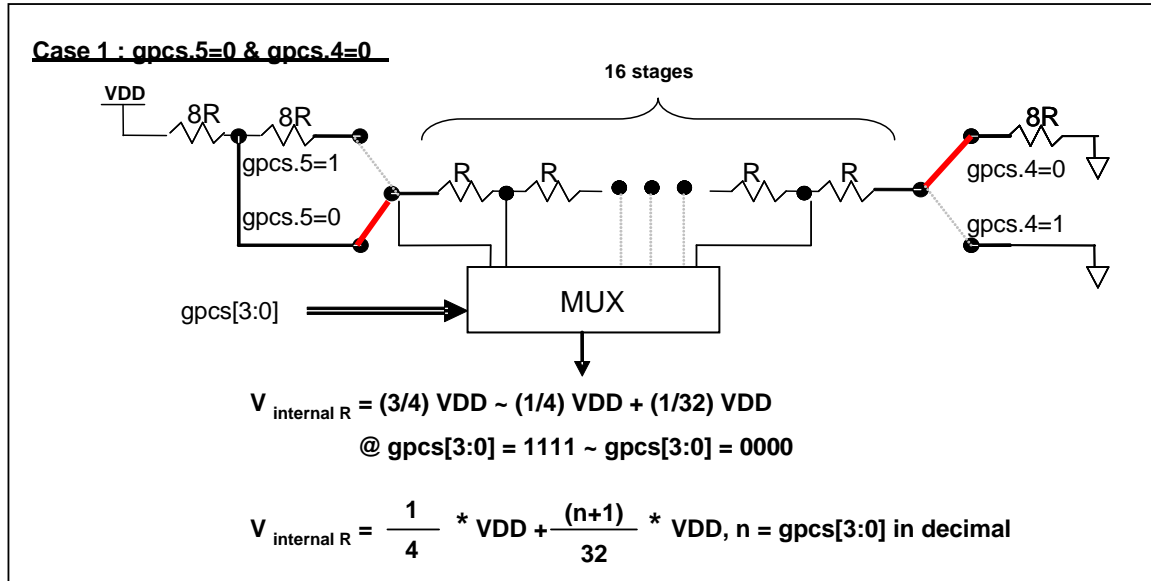 Case 1 : gpcs.5=0 & gpcs.4=0
16 stages
VDD
8R
8R
8R
gpcs.5=1
gpcs.4=0
R
R
R
R
gpcs.5=0
gpcs.4=1
MUX
gpcs[3:0]
V internal R = (3/4) VDD ~ (1/4) VDD + (1/32) VDD
@ gpcs[3:0] = 1111 ~ gpcs[3:0] = 0000
V internal R = 1/4 * VDD + (n+1)/32 * VDD, n = gpcs[3:0] in decimal